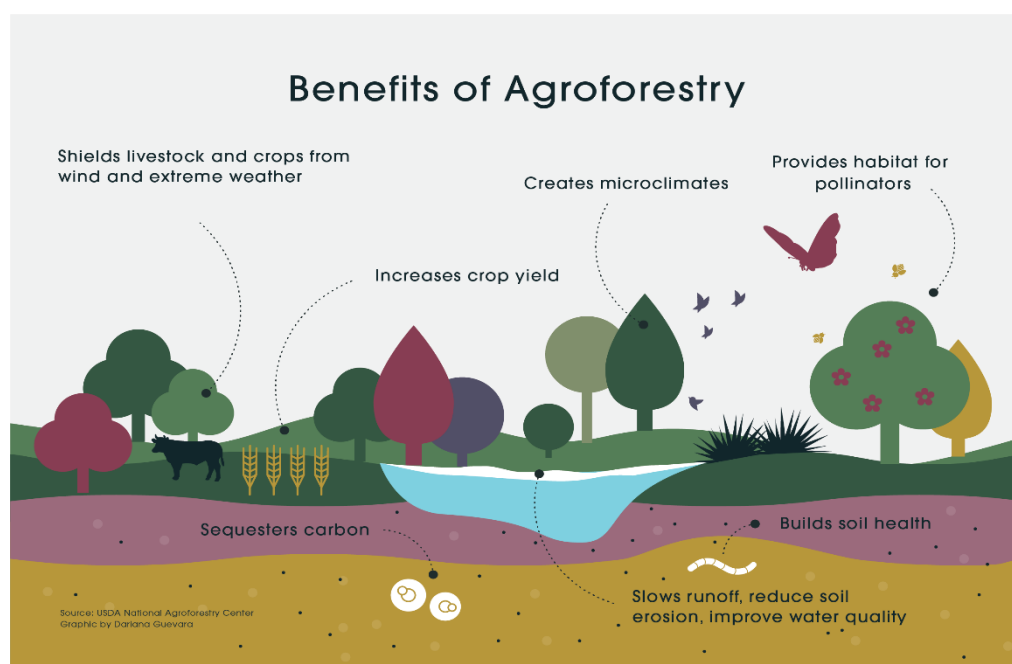 Benefits of Agroforestry
Shields livestock and crops from
wind and extreme weather
Creates microclimates
Provides habitat for
pollinators
Increases crop yield
Sequesters carbon
Builds soil health
Slows runoff, reduce soil
erosion, improve water quality
Source: USDA National Agroforestry Center
Graphic by Dariana Guevara